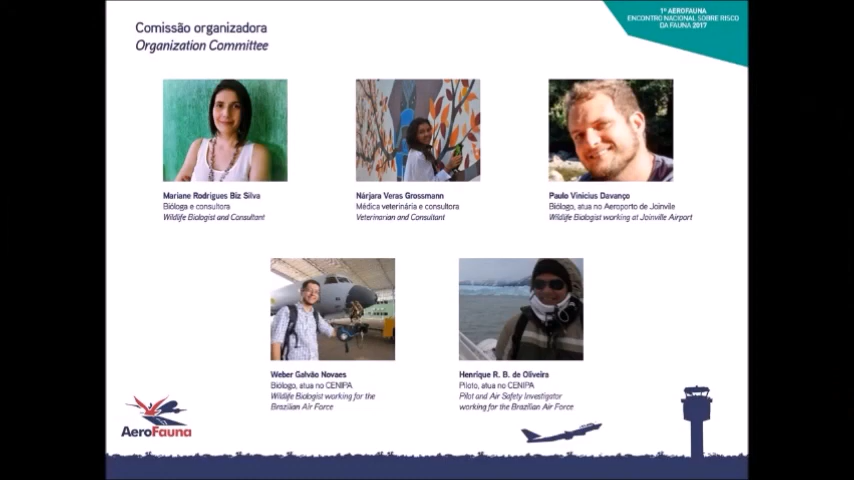 Comissão organizadora
Organization Committee
1º AEROFAUNA
ENCONTRO NACIONAL SOBRE RISCO
DA FAUNA 2017
Mariane Rodrigues Biz Silva
Bióloga e consultora
Wildlife Biologist and Consultant
Nárjara Veras Grossmann
Médica veterinária e consultora
Veterinarian and Consultant
Paulo Vinicius Davanço
Biólogo, atua no Aeroporto de Joinvile
Wildlife Biologist working at Joinville Airport
Weber Galvão Novaes
Biólogo, atua no CENIPA
Wildlife Biologist working for the
Brazilian Air Force
Henrique R. B. de Oliveira
Piloto, atua no CENIPA
Pilot and Air Safety Investigator
working for the Brazilian Air Force
AeroFauna